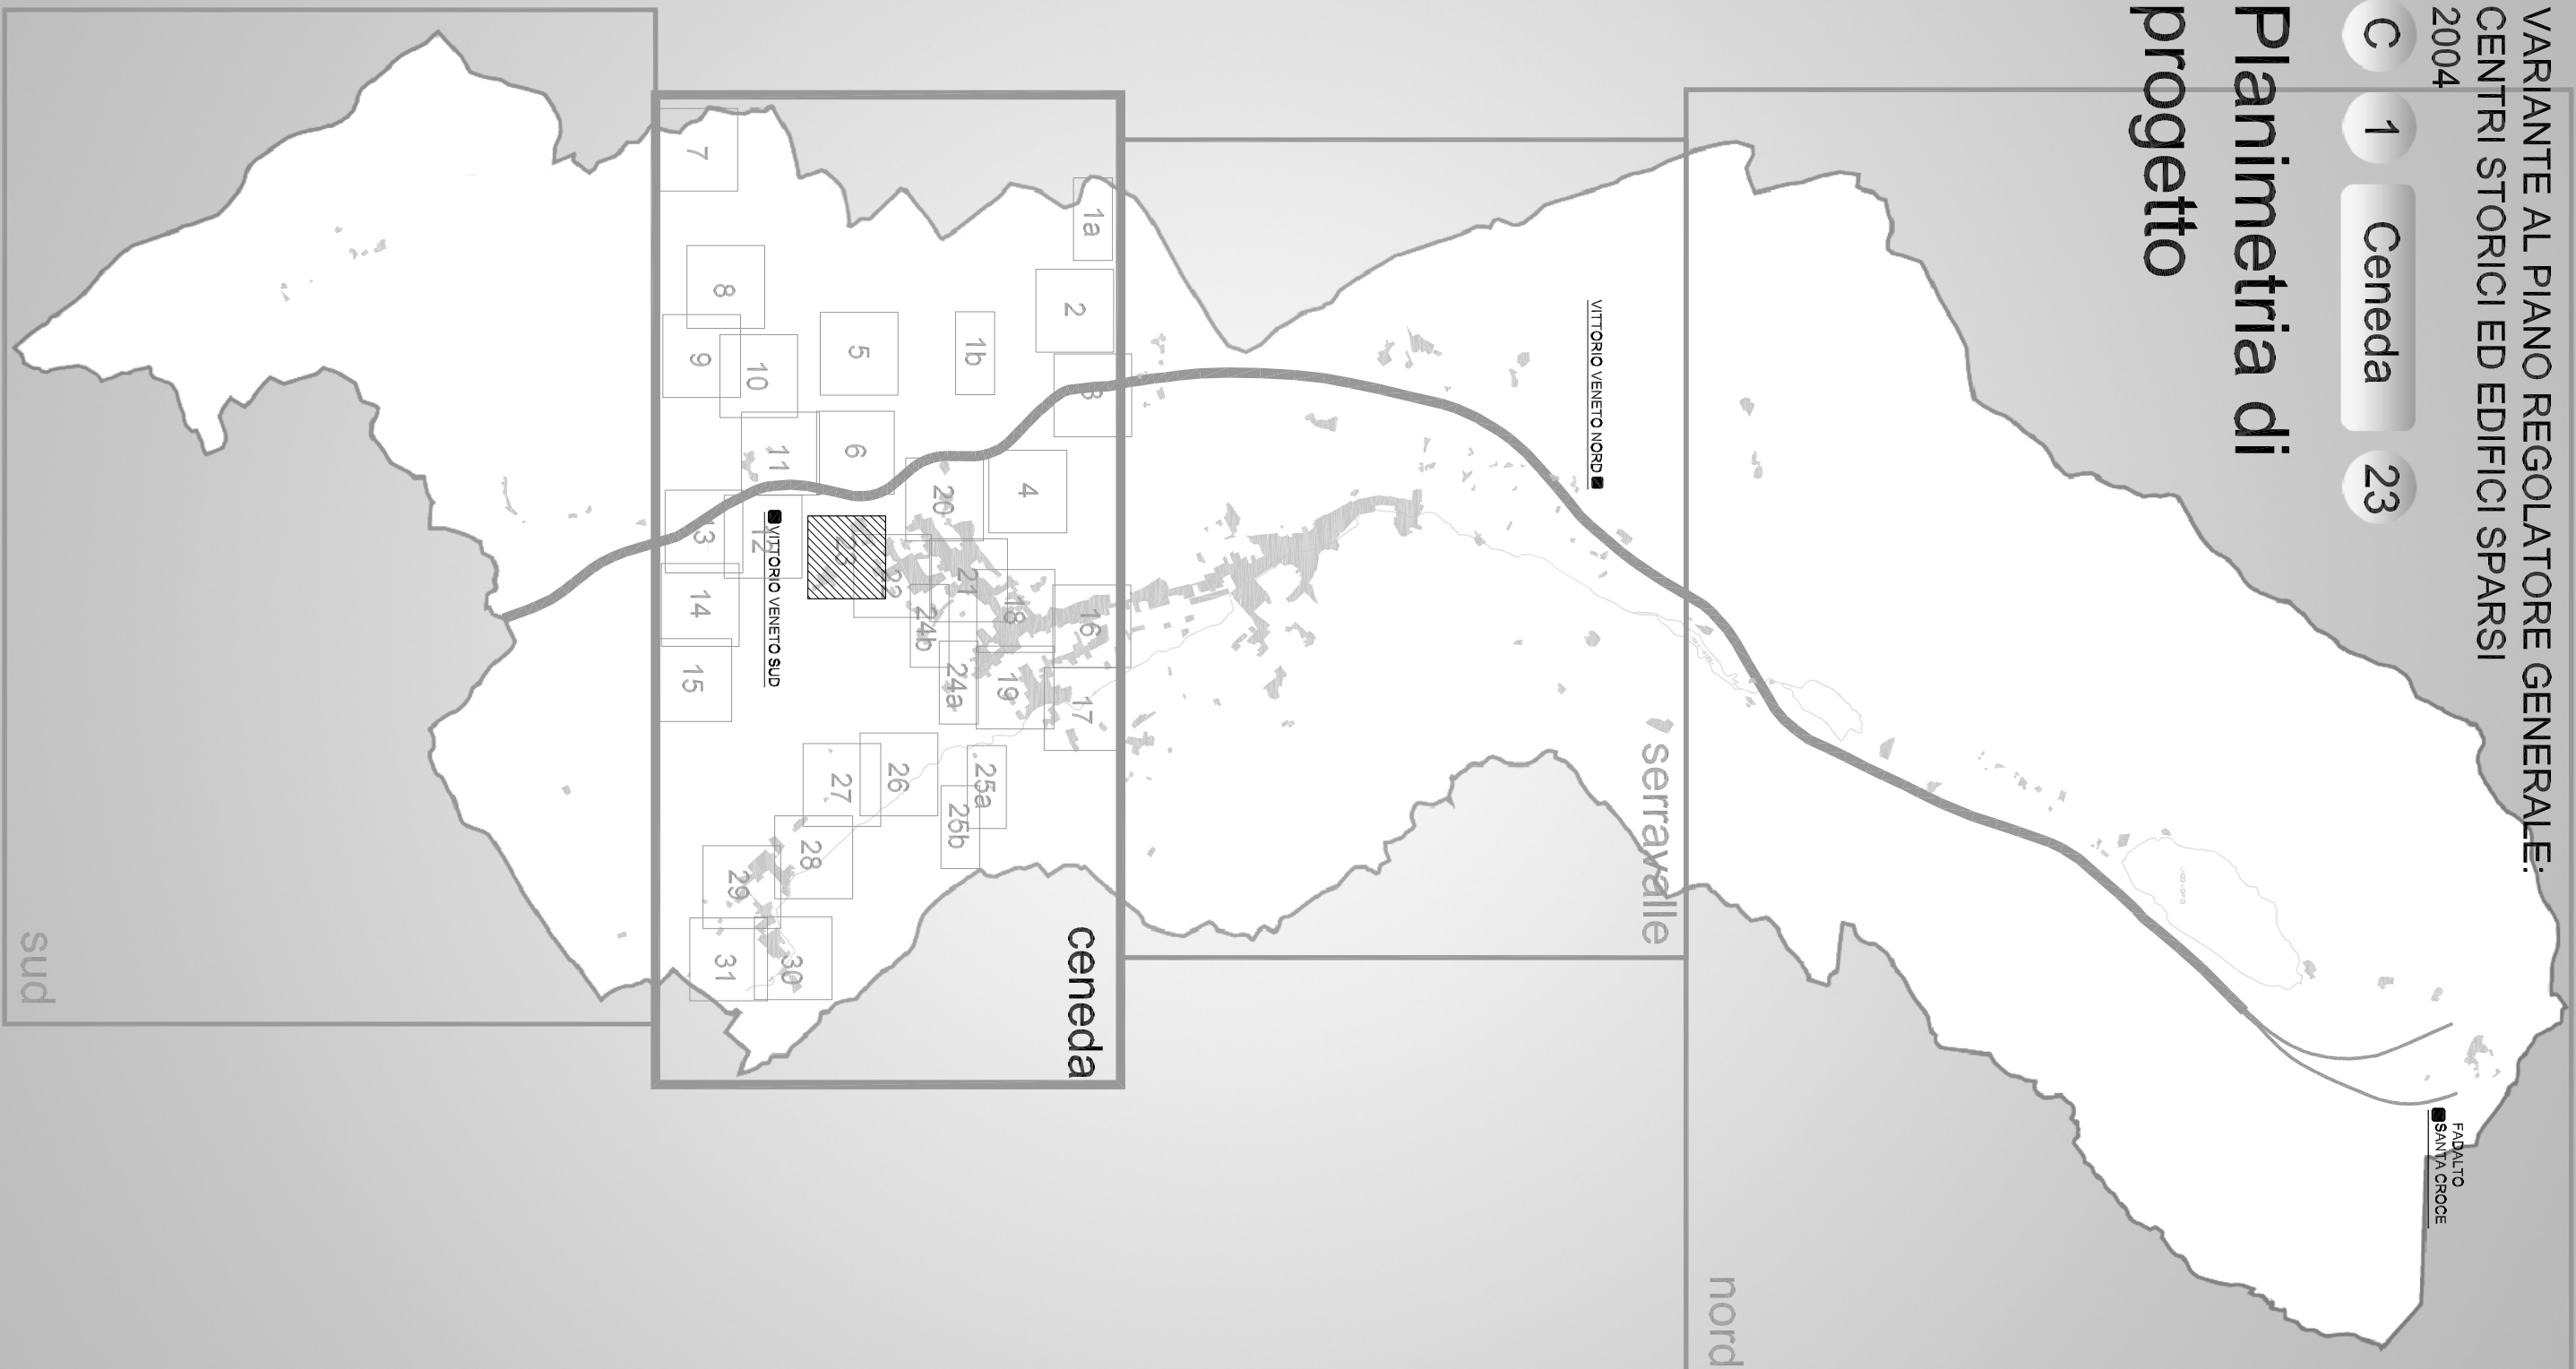 VARIANTE AL PIANO REGOLATORE GENERALE:
CENTRI STORICI ED EDIFICI SPARSI
2004
C 1 Ceneda 23
Planimetria di
progetto
FADALTO
SANTA CROCE
nord
serravalle
VITTORIO VENETO NORD
ceneda
1a
2
1b
3
4
5
6
7
8
9
10
11
12
13
14
15
16
17
18
19
20
21
22
23
24b
24a
25a
25b
26
27
28
29
30
31
VITTORIO VENETO SUD
sud